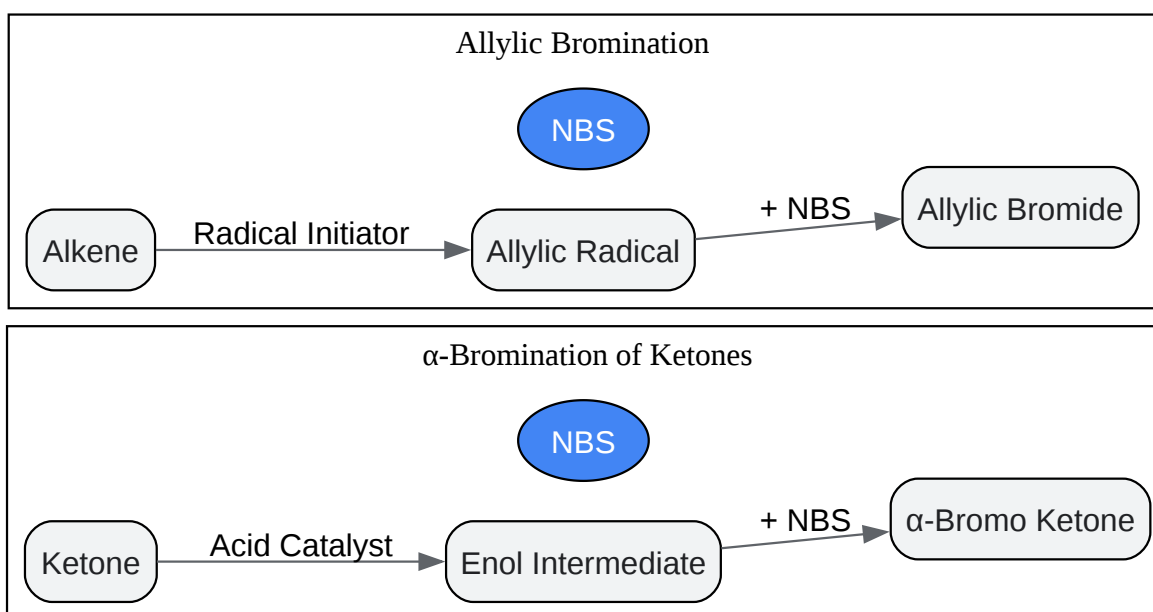 Allylic Bromination
NBS
Alkene
Radical Initiator
Allylic Radical
+ NBS
Allylic Bromide
α-Bromination of Ketones
NBS
Ketone
Acid Catalyst
Enol Intermediate
+ NBS
α-Bromo Ketone